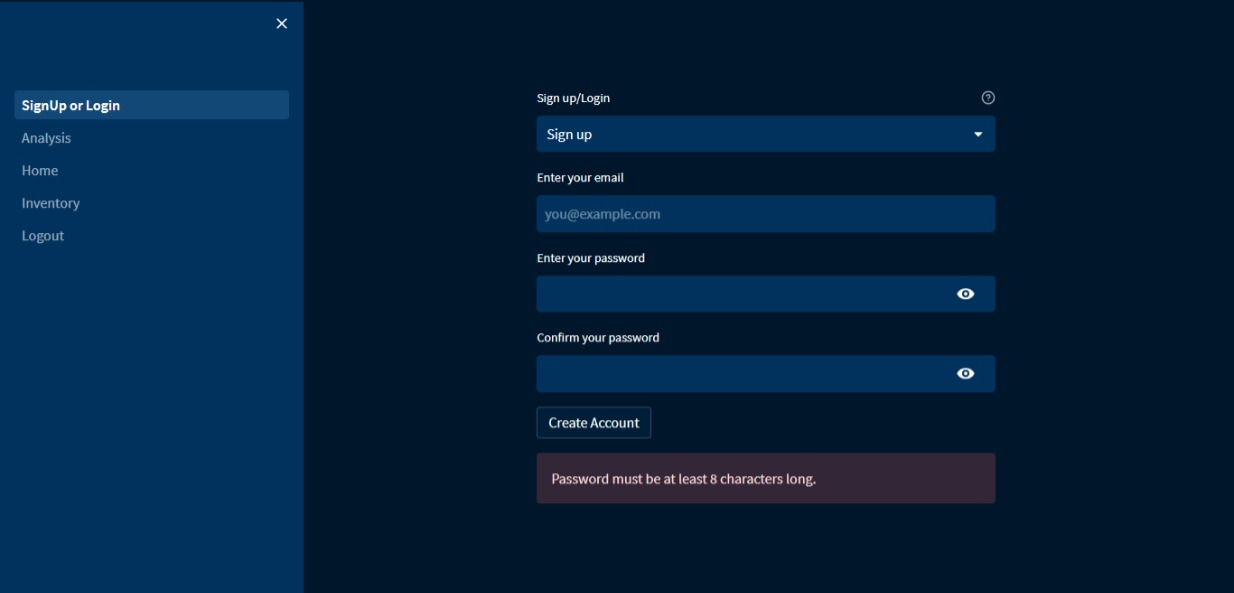 SignUp or Login
Analysis
Home
Inventory
Logout
Sign up/Login
Sign up
Enter your email
you@example.com
Enter your password
Confirm your password
Create Account
Password must be at least 8 characters long.